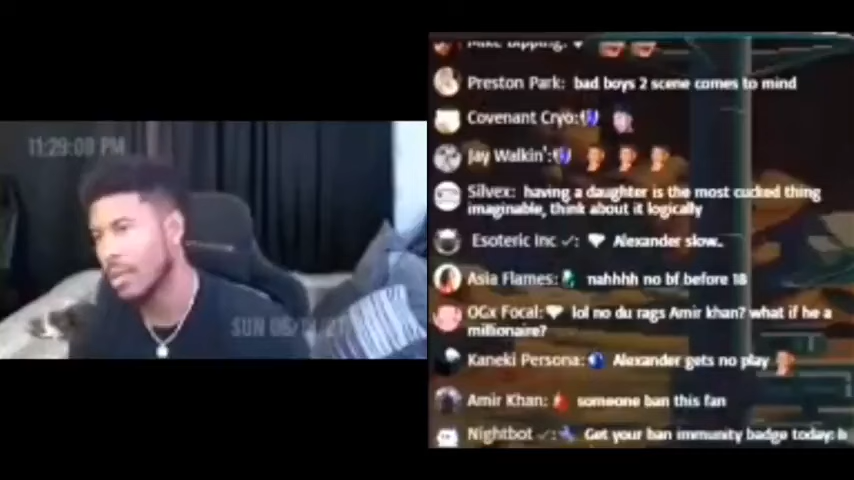 11:29:00 PM
SUN
Preston Park: bad boys 2 scene comes to mind
Covenant Cryo:
Jay Walkin':
Silvex: having a daughter is the most cucked thing
imaginable, think about it logically
Esoteric Inc ✓: Alexander slow..
Asia Flames: nahhhh no bf before 18
OGx Focal: lol no du rags Amir khan? what if he a
millionaire?
Kaneki Persona: Alexander gets no play
Amir Khan: someone ban this fan
Nightbot ✓: Get your ban immunity badge today: b